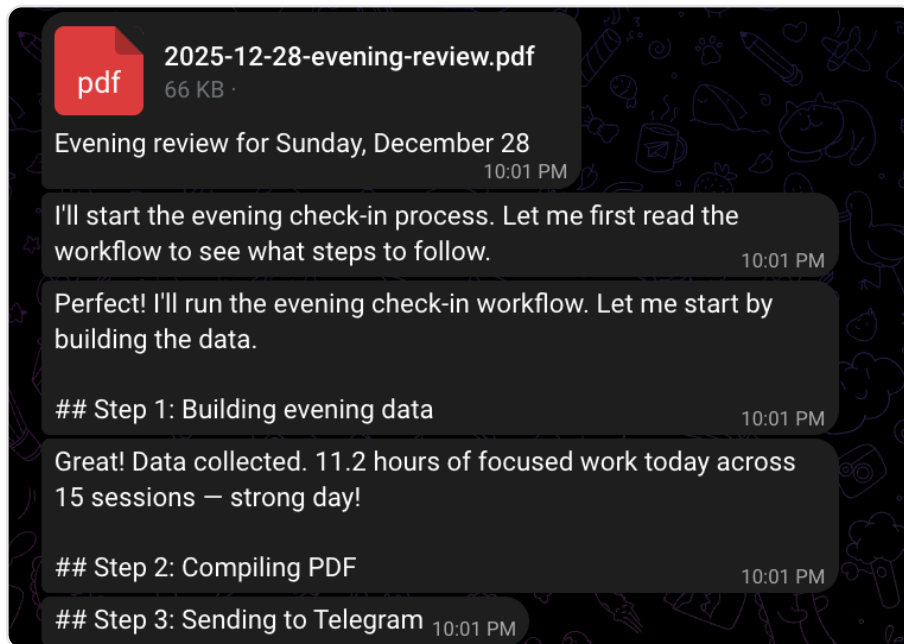 2025-12-28-evening-review.pdf
pdf
66 KB ·
Evening review for Sunday, December 28
10:01 PM
I'll start the evening check-in process. Let me first read the
workflow to see what steps to follow.
10:01 PM
Perfect! I'll run the evening check-in workflow. Let me start by
building the data.
## Step 1: Building evening data
10:01 PM
Great! Data collected. 11.2 hours of focused work today across
15 sessions — strong day!
## Step 2: Compiling PDF
10:01 PM
## Step 3: Sending to Telegram
10:01 PM